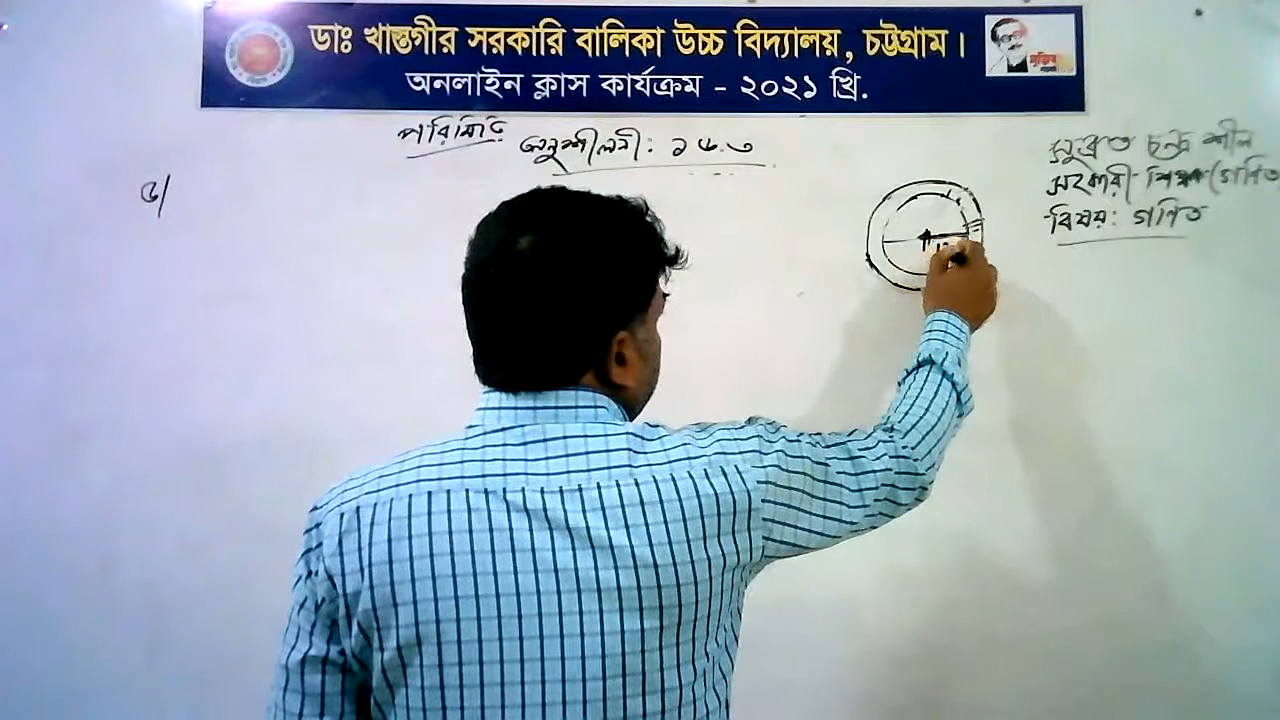 ডাঃ খাস্তগীর সরকারি বালিকা উচ্চ বিদ্যালয়, চট্টগ্রাম।
অনলাইন ক্লাস কার্যক্রম - ২০২১ খ্রি.
পরিমিতি
অনুশীলনী: ১৬.৩
সুব্রত চন্দ্র শীল
সহকারী শিক্ষক (গণিত
বিষয়: গণিত
৬/